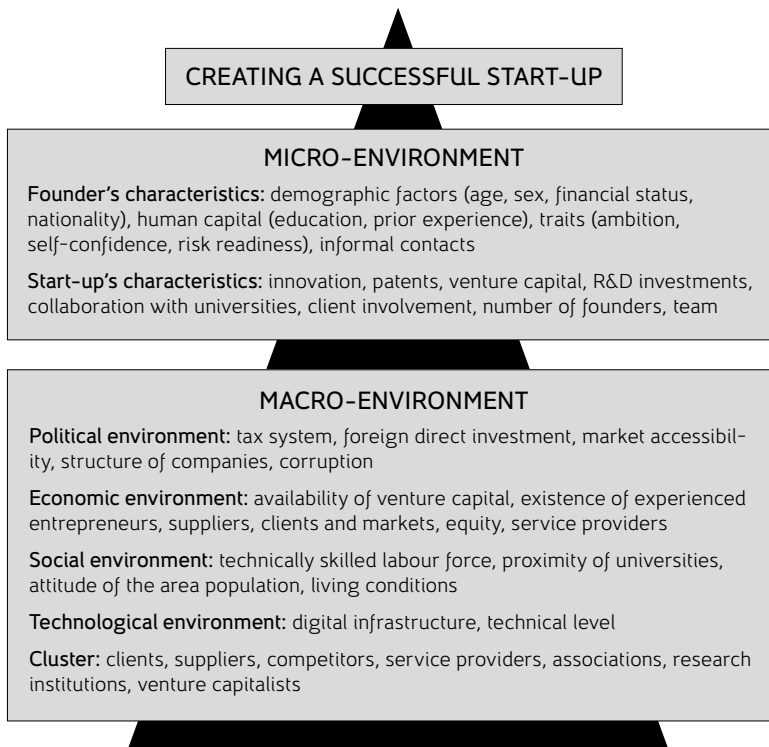 CREATING A SUCCESSFUL START-UP
MICRO-ENVIRONMENT
Founder's characteristics: demographic factors (age, sex, financial status,
nationality), human capital (education, prior experience), traits (ambition,
self-confidence, risk readiness), informal contacts
Start-up's characteristics: innovation, patents, venture capital, R&D investments,
collaboration with universities, client involvement, number of founders, team
MACRO-ENVIRONMENT
Political environment: tax system, foreign direct investment, market accessibil-
ity, structure of companies, corruption
Economic environment: availability of venture capital, existence of experienced
entrepreneurs, suppliers, clients and markets, equity, service providers
Social environment: technically skilled labour force, proximity of universities,
attitude of the area population, living conditions
Technological environment: digital infrastructure, technical level
Cluster: clients, suppliers, competitors, service providers, associations, research
institutions, venture capitalists